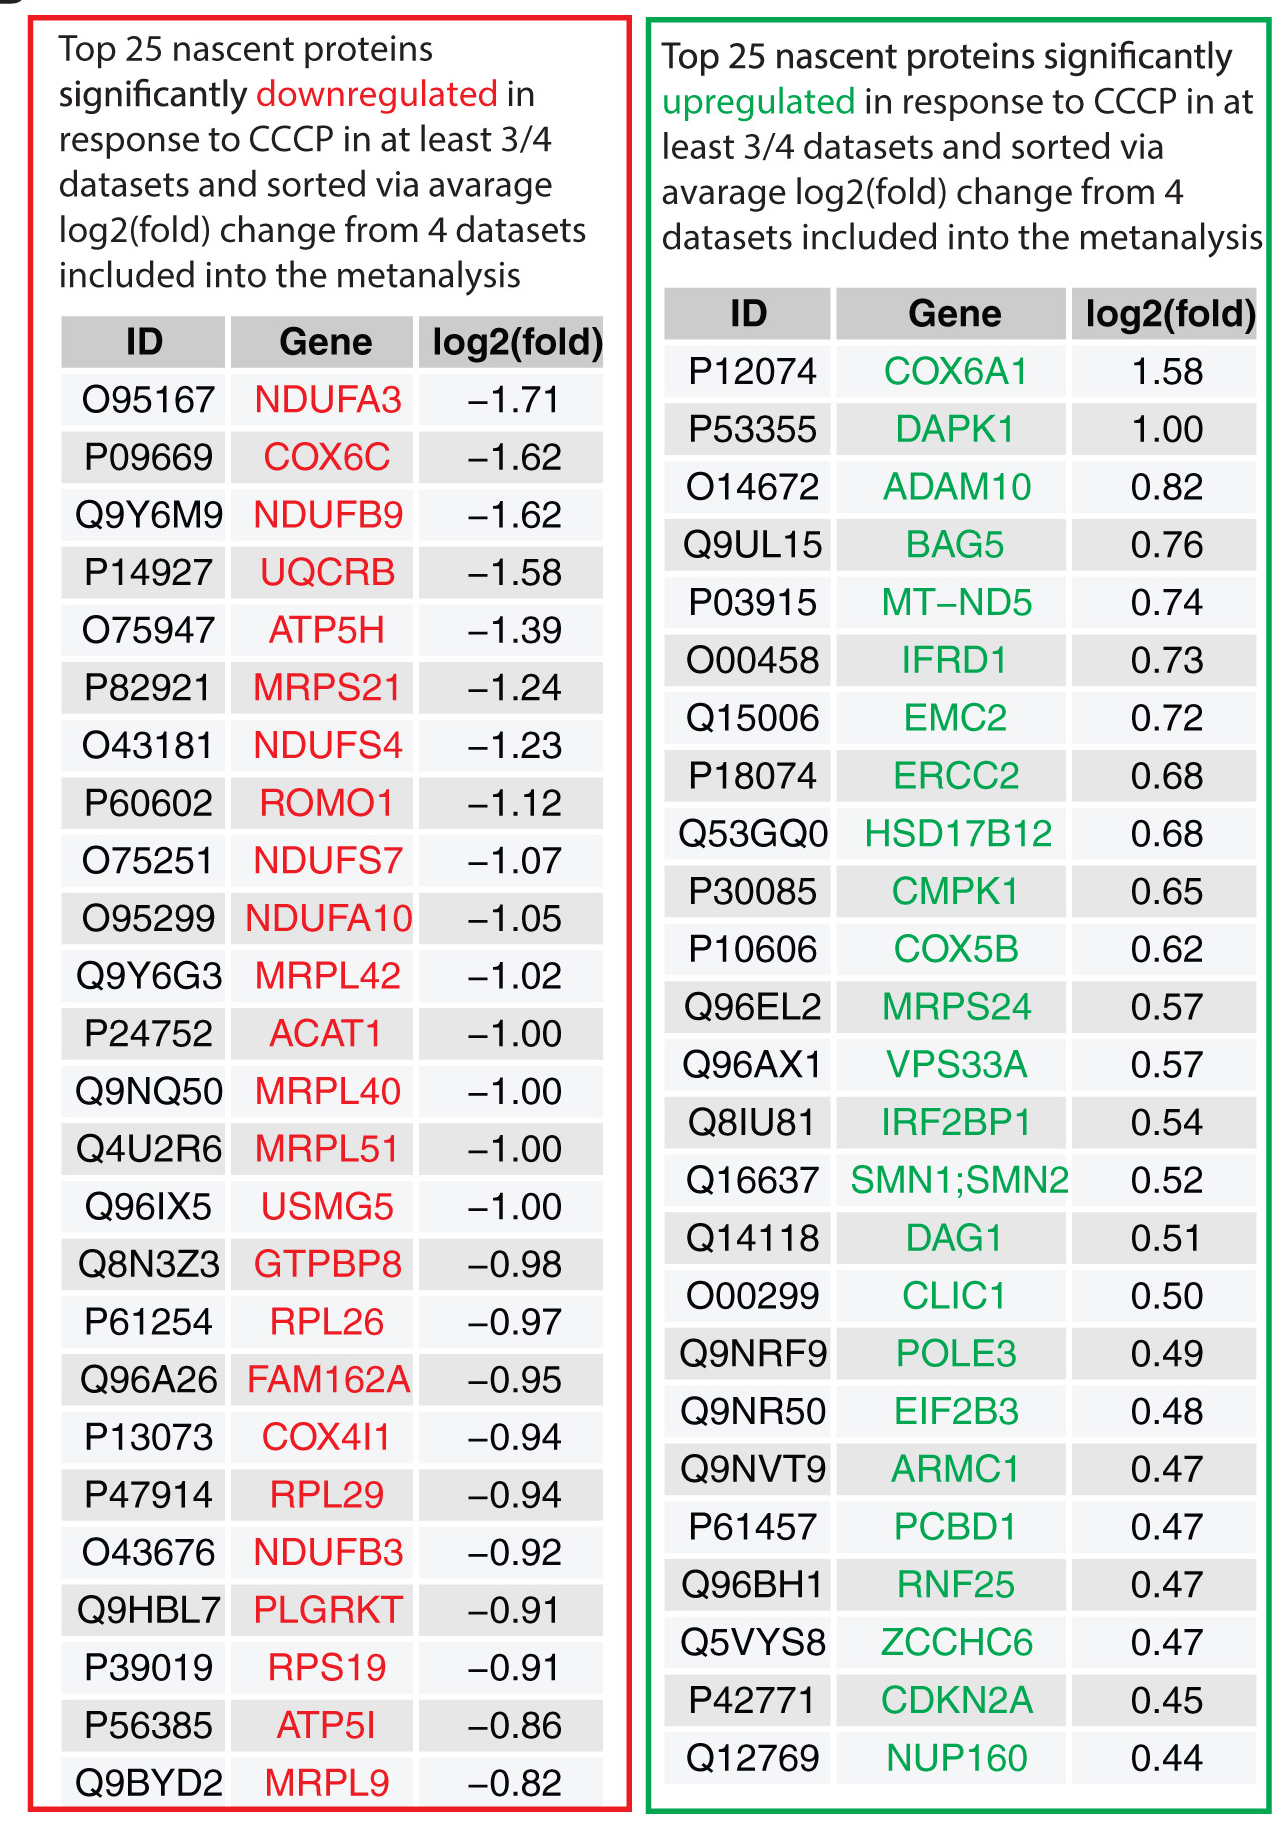 Top 25 nascent proteins
significantly downregulated in
response to CCCP in at least 3/4
datasets and sorted via avarage
log2(fold) change from 4 datasets
included into the metanalysis
ID Gene log2(fold)
O95167 NDUFA3 −1.71
P09669 COX6C −1.62
Q9Y6M9 NDUFB9 −1.62
P14927 UQCRB −1.58
O75947 ATP5H −1.39
P82921 MRPS21 −1.24
O43181 NDUFS4 −1.23
P60602 ROMO1 −1.12
O75251 NDUFS7 −1.07
O95299 NDUFA10 −1.05
Q9Y6G3 MRPL42 −1.02
P24752 ACAT1 −1.00
Q9NQ50 MRPL40 −1.00
Q4U2R6 MRPL51 −1.00
Q96IX5 USMG5 −1.00
Q8N3Z3 GTPBP8 −0.98
P61254 RPL26 −0.97
Q96A26 FAM162A −0.95
P13073 COX4I1 −0.94
P47914 RPL29 −0.94
O43676 NDUFB3 −0.92
Q9HBL7 PLGRKT −0.91
P39019 RPS19 −0.91
P56385 ATP5I −0.86
Q9BYD2 MRPL9 −0.82
Top 25 nascent proteins significantly
upregulated in response to CCCP in at
least 3/4 datasets and sorted via
avarage log2(fold) change from 4
datasets included into the metanalysis
ID Gene log2(fold)
P12074 COX6A1 1.58
P53355 DAPK1 1.00
O14672 ADAM10 0.82
Q9UL15 BAG5 0.76
P03915 MT−ND5 0.74
O00458 IFRD1 0.73
Q15006 EMC2 0.72
P18074 ERCC2 0.68
Q53GQ0 HSD17B12 0.68
P30085 CMPK1 0.65
P10606 COX5B 0.62
Q96EL2 MRPS24 0.57
Q96AX1 VPS33A 0.57
Q8IU81 IRF2BP1 0.54
Q16637 SMN1;SMN2 0.52
Q14118 DAG1 0.51
O00299 CLIC1 0.50
Q9NRF9 POLE3 0.49
Q9NR50 EIF2B3 0.48
Q9NVT9 ARMC1 0.47
P61457 PCBD1 0.47
Q96BH1 RNF25 0.47
Q5VYS8 ZCCHC6 0.47
P42771 CDKN2A 0.45
Q12769 NUP160 0.44